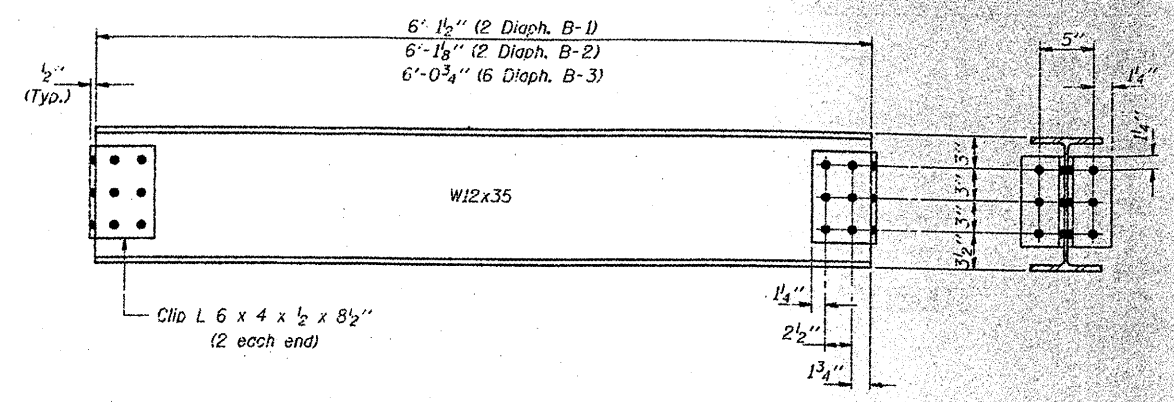 6'-1½" (2 Diaph. B-1)
6'-1⅛" (2 Diaph. B-2)
6'-0¾" (6 Diaph. B-3)
½"
(Typ.)
5"
1¼"
1¼"
W12x35
3"
3"
3"
3½"
Clip L 6 x 4 x ½ x 8½"
(2 each end)
1¼"
2½"
1¾"